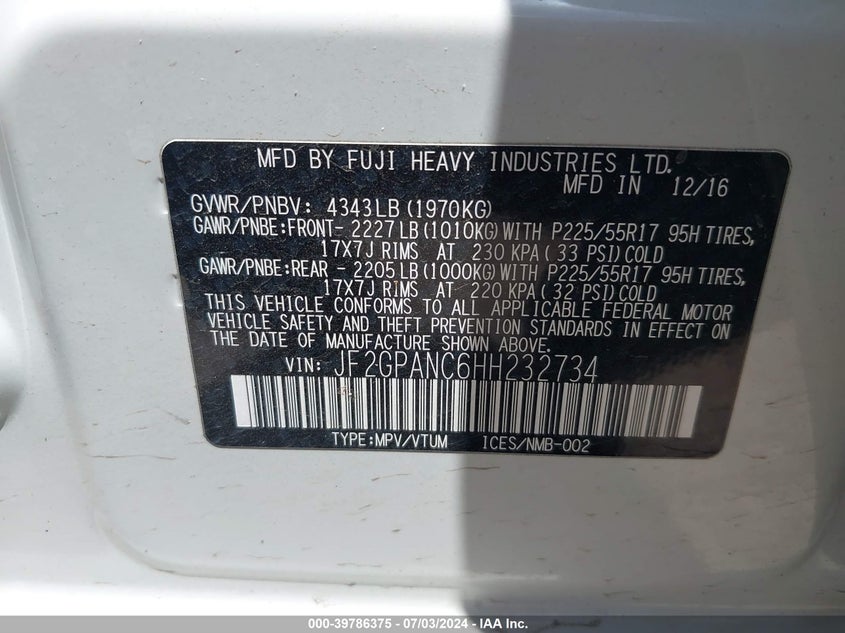 MFD BY FUJI HEAVY INDUSTRIES LTD.
MFD IN 12/16
GVWR/PNBV: 4343LB(1970KG)
GAWR/PNBE:FRONT- 2227LB(1010KG)WITH P225/55R17 95H TIRES,
17X7J RIMS AT 230 KPA( 33 PSI)COLD
GAWR/PNBE:REAR - 2205LB(1000KG)WITH P225/55R17 95H TIRES,
17X7J RIMS AT 220 KPA( 32 PSI)COLD
THIS VEHICLE CONFORMS TO ALL APPLICABLE FEDERAL MOTOR
VEHICLE SAFETY AND THEFT PREVENTION STANDARDS IN EFFECT ON
THE DATE OF MANUFACTURE SHOWN ABOVE.
VIN: JF2GPANC6HH232734
TYPE:MPV/VTUM ICES/NMB-002
000-39786375 - 07/03/2024 - IAA Inc.